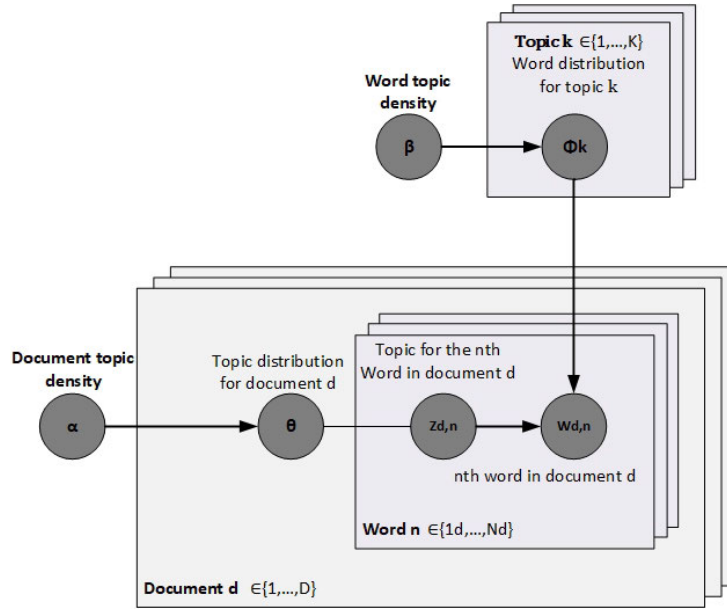 Topic k ∈{1,...,K}
Word distribution
for topic k
Word topic
density
β
Φk
Document topic
density
Topic distribution
for document d
Topic for the nth
Word in document d
α
θ
Zd,n
Wd,n
nth word in document d
Word n ∈{1d,...,Nd}
Document d ∈{1,...,D}